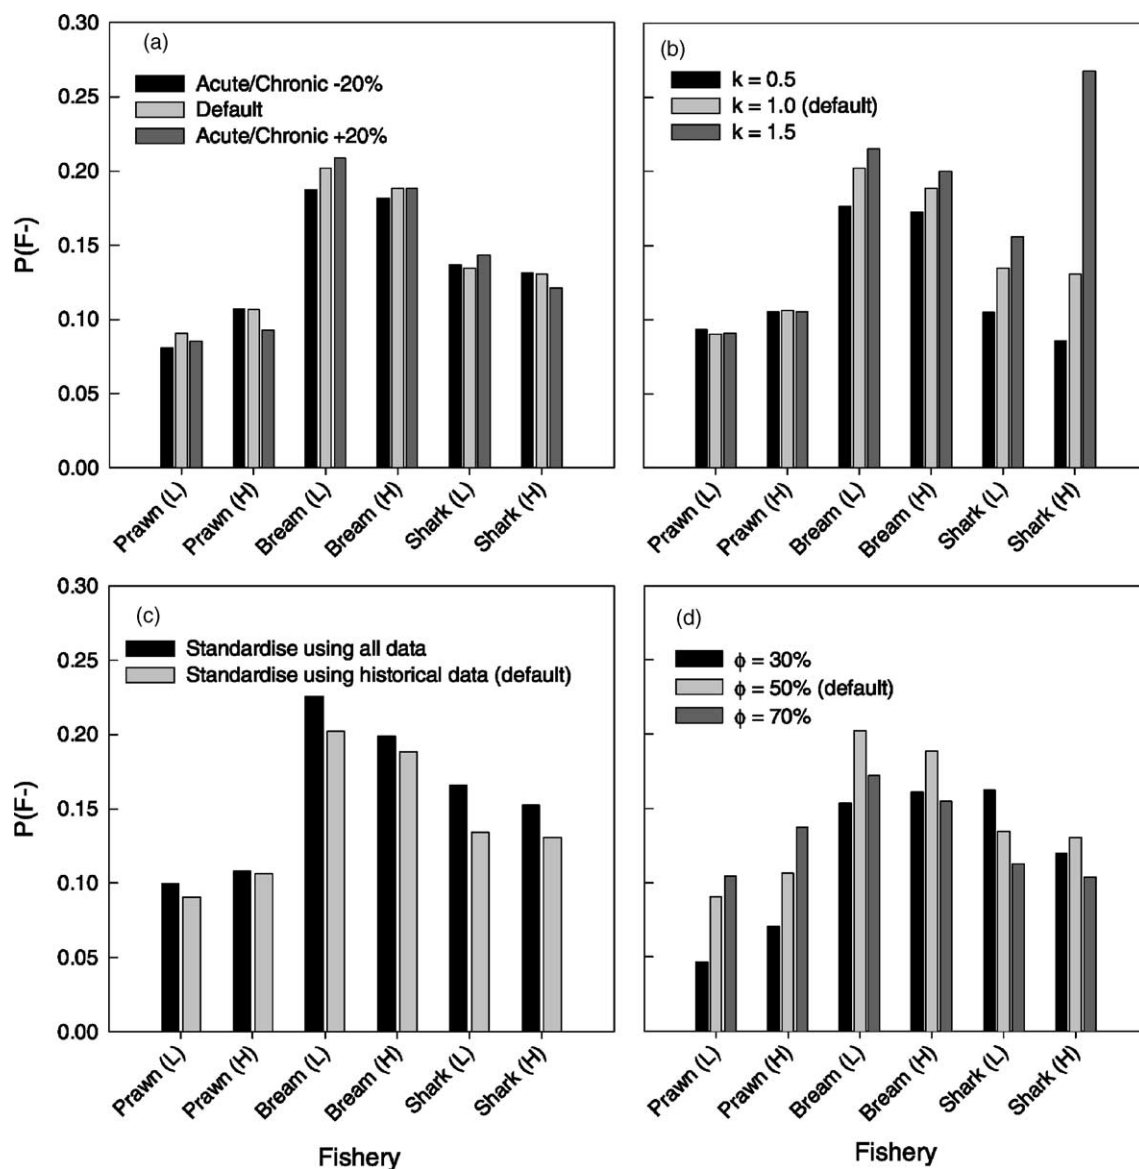 (a)
Acute/Chronic -20%
Default
Acute/Chronic +20%
0.30
0.25
0.20
0.15
0.10
0.05
0.00
P(F-)
Prawn (L)
Prawn (H)
Bream (L)
Bream (H)
Shark (L)
Shark (H)
(b)
k = 0.5
k = 1.0 (default)
k = 1.5
Prawn (L)
Prawn (H)
Bream (L)
Bream (H)
Shark (L)
Shark (H)
(c)
Standardise using all data
Standardise using historical data (default)
0.30
0.25
0.20
0.15
0.10
0.05
0.00
P(F-)
Prawn (L)
Prawn (H)
Bream (L)
Bream (H)
Shark (L)
Shark (H)
Fishery
(d)
ϕ = 30%
ϕ = 50% (default)
ϕ = 70%
Prawn (L)
Prawn (H)
Bream (L)
Bream (H)
Shark (L)
Shark (H)
Fishery